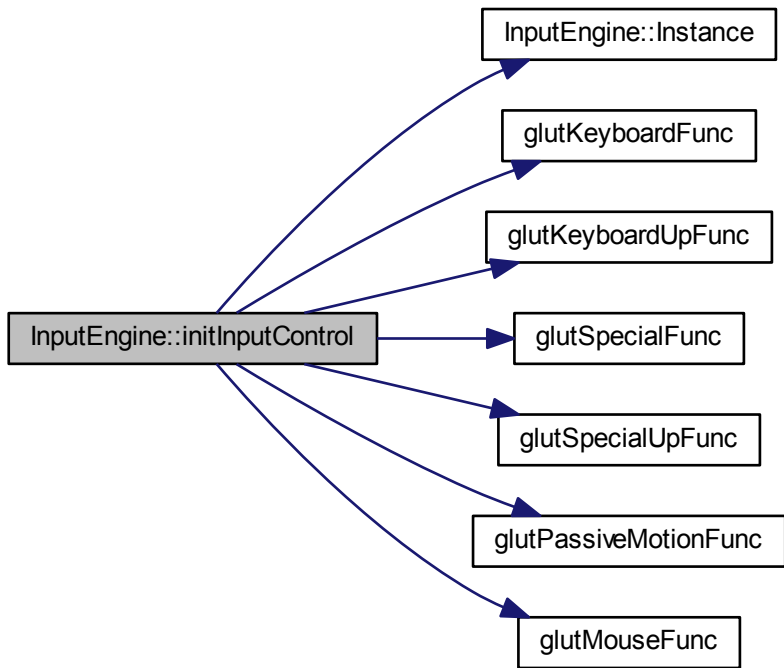 InputEngine::Instance
glutKeyboardFunc
glutKeyboardUpFunc
InputEngine::initInputControl
glutSpecialFunc
glutSpecialUpFunc
glutPassiveMotionFunc
glutMouseFunc